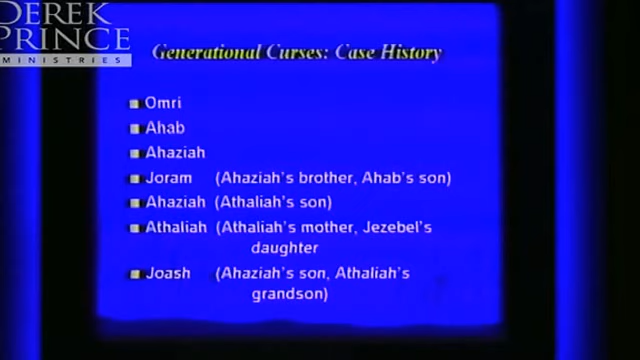 DEREK
PRINCE
MINISTRIES
Generational Curses: Case History
Omri
Ahab
Ahaziah
Joram (Ahaziah's brother, Ahab's son)
Ahaziah (Athaliah's son)
Athaliah (Athaliah's mother, Jezebel's
daughter
Joash (Ahaziah's son, Athaliah's
grandson)